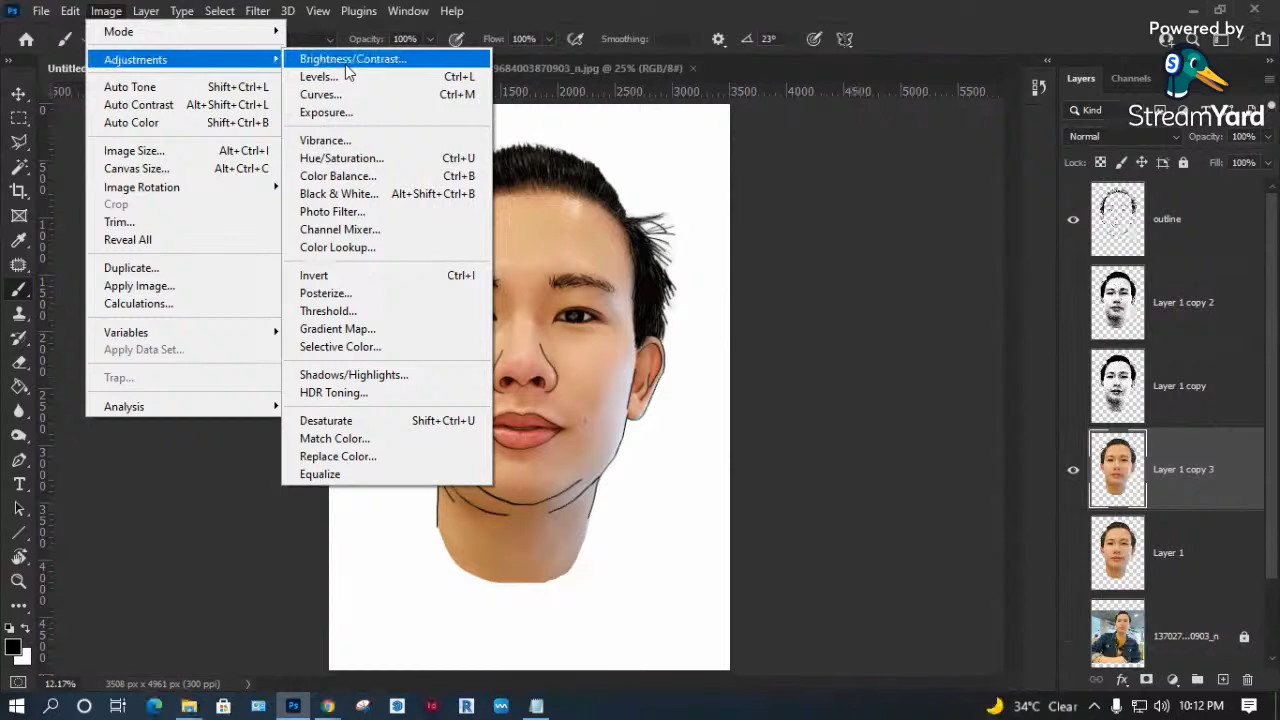 Ps File Edit Image Layer Type Select Filter 3D View Plugins Window Help
Powered by
StreamYard
Opacity: 100% Flow: 100% Smoothing: 23°
Untitled 9684003870903_n.jpg @ 25% (RGB/8#)
Mode
Adjustments
Auto Tone Shift+Ctrl+L
Auto Contrast Alt+Shift+Ctrl+L
Auto Color Shift+Ctrl+B
Image Size... Alt+Ctrl+I
Canvas Size... Alt+Ctrl+C
Image Rotation
Crop
Trim...
Reveal All
Duplicate...
Apply Image...
Calculations...
Variables
Apply Data Set...
Trap...
Analysis
Brightness/Contrast...
Levels... Ctrl+L
Curves... Ctrl+M
Exposure...
Vibrance...
Hue/Saturation... Ctrl+U
Color Balance... Ctrl+B
Black & White... Alt+Shift+Ctrl+B
Photo Filter...
Channel Mixer...
Color Lookup...
Invert Ctrl+I
Posterize...
Threshold...
Gradient Map...
Selective Color...
Shadows/Highlights...
HDR Toning...
Desaturate Shift+Ctrl+U
Match Color...
Replace Color...
Equalize
500 1500 2000 2500 3000 4000 4500 5000 5500
Layers Channels Paths
Kind
Normal Opacity: 100%
Lock: Fill: 100%
outline
Layer 1 copy 2
Layer 1 copy
Layer 1 copy 3
Layer 1
137027...0903_n
12.17% 3508 px x 4961 px (300 ppi)
34°C Clear 10:12 PM